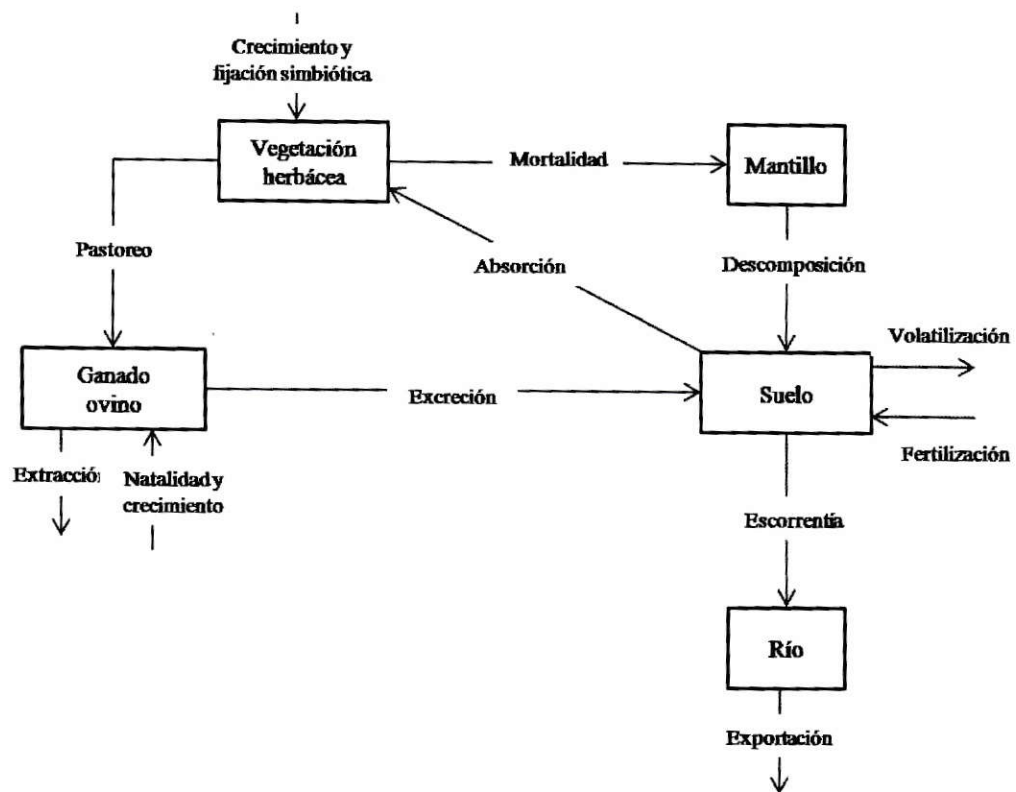 Crecimiento y
fijación simbiótica
Vegetación
herbácea
Mortalidad
Mantillo
Pastoreo
Absorción
Descomposición
Volatilización
Ganado
ovino
Excreción
Suelo
Fertilización
Extracción
Natalidad y
crecimiento
Escorrentía
Río
Exportación